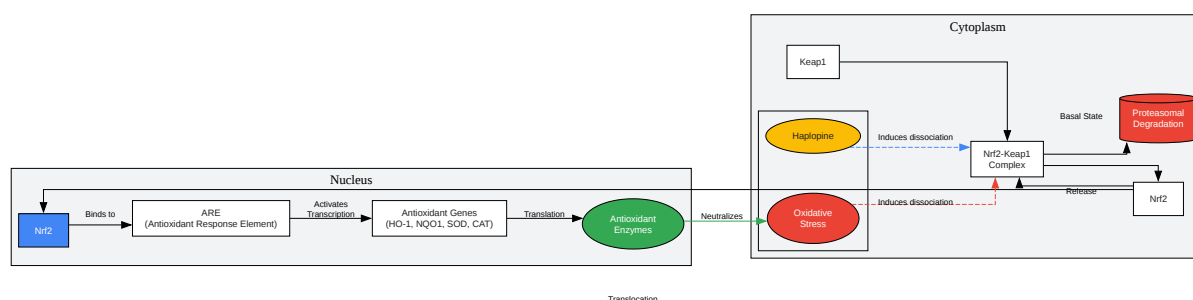 Cytoplasm
Keap1
Proteasomal
Degradation
Basal State
Haplopine
Induces dissociation
Nrf2-Keap1
Complex
Nucleus
Release
Nrf2
Induces dissociation
Oxidative
Stress
Neutralizes
Antioxidant
Enzymes
Translation
Antioxidant Genes
(HO-1, NQO1, SOD, CAT)
Activates
Transcription
ARE
(Antioxidant Response Element)
Binds to
Nrf2
Translocation